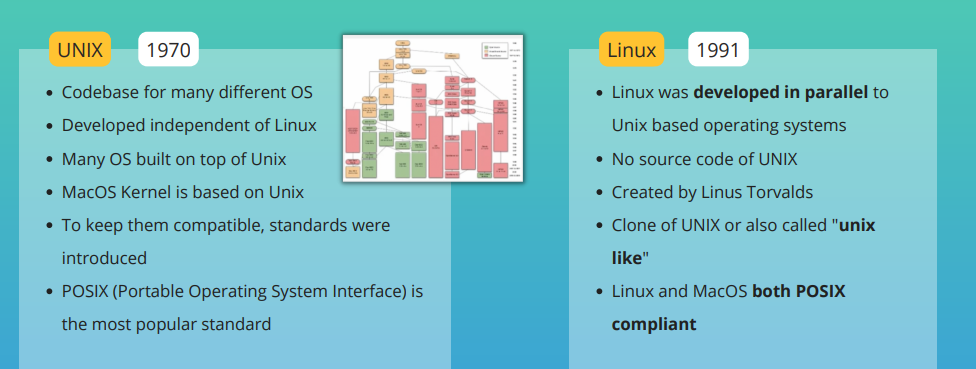 UNIX 1970
Codebase for many different OS
Developed independent of Linux
Many OS built on top of Unix
MacOS Kernel is based on Unix
To keep them compatible, standards were
introduced
POSIX (Portable Operating System Interface) is
the most popular standard
Linux 1991
Linux was developed in parallel to
Unix based operating systems
No source code of UNIX
Created by Linus Torvalds
Clone of UNIX or also called "unix
like"
Linux and MacOS both POSIX
compliant